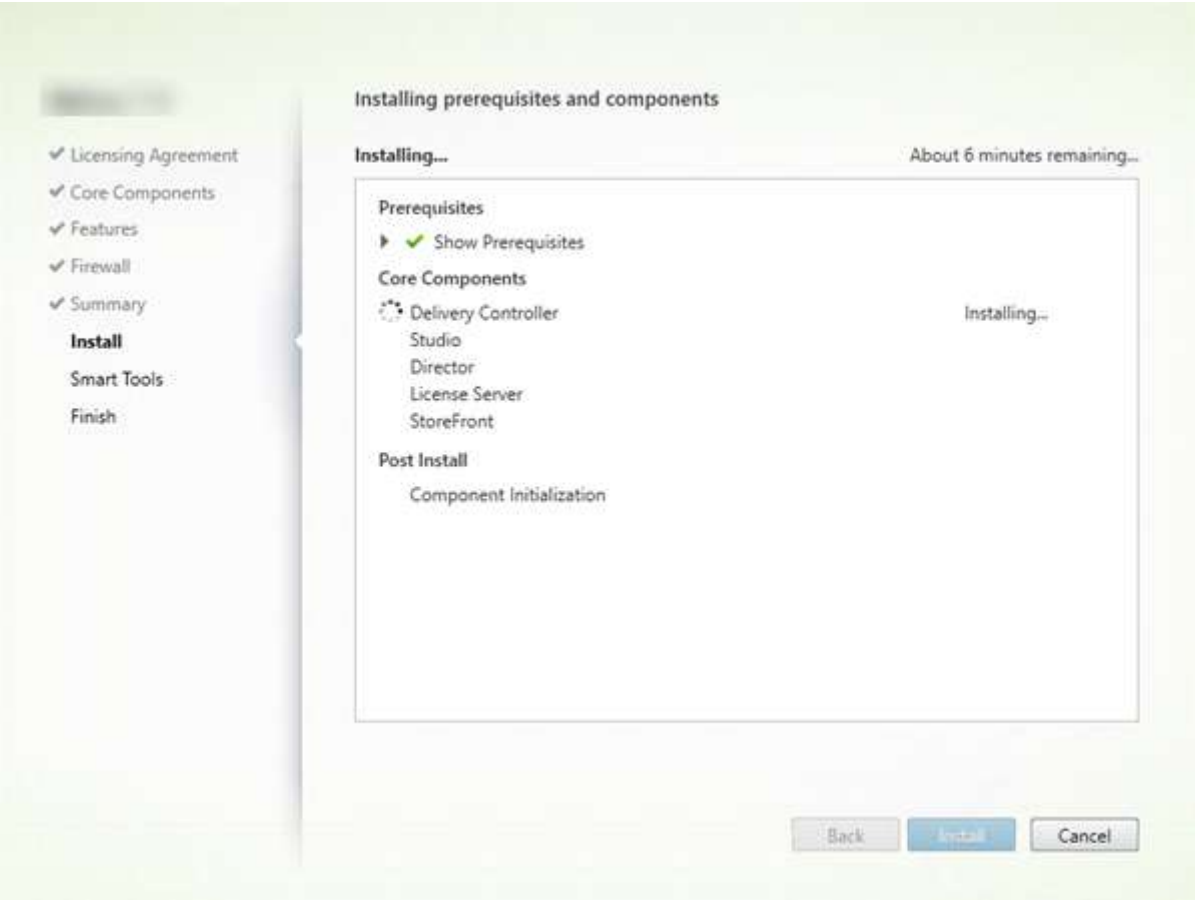 Installing prerequisites and components
Licensing Agreement
Core Components
Features
Firewall
Summary
Install
Smart Tools
Finish
Installing... About 6 minutes remaining...
Prerequisites
Show Prerequisites
Core Components
Delivery Controller Installing...
Studio
Director
License Server
StoreFront
Post Install
Component Initialization
Back Install Cancel